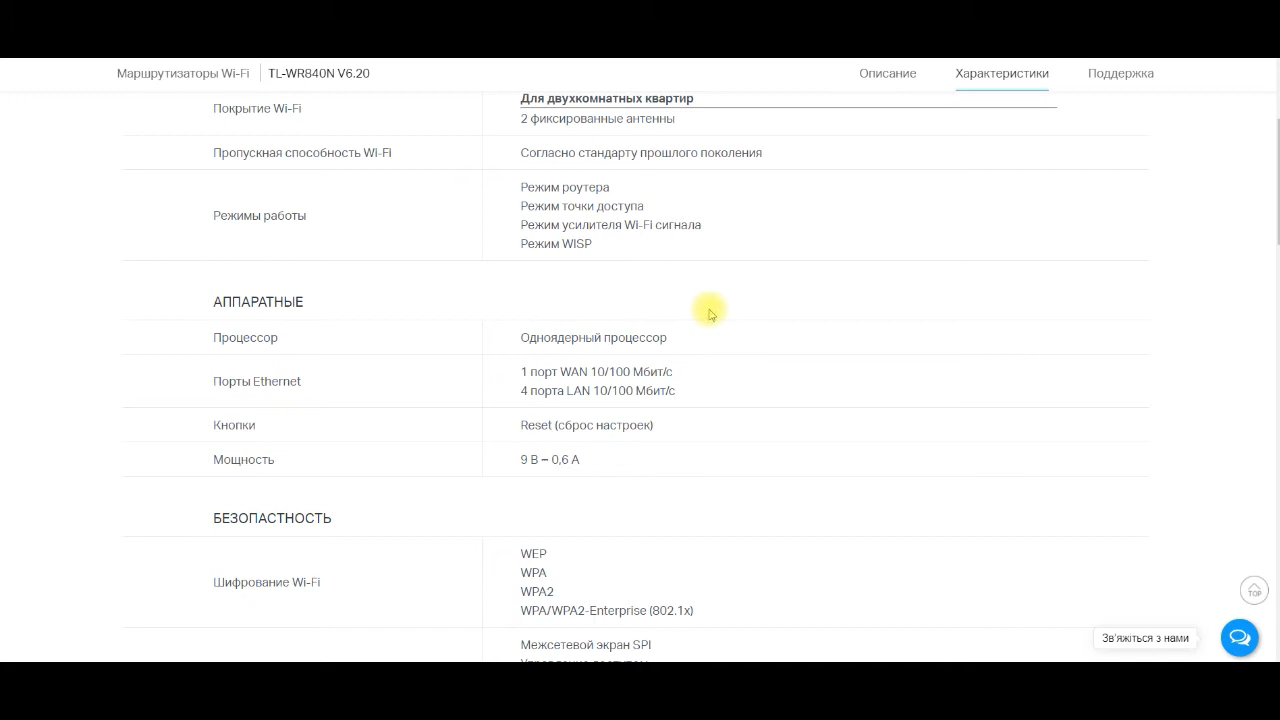 Маршрутизаторы Wi-Fi TL-WR840N V6.20 Описание Характеристики Поддержка
Покрытие Wi-Fi
Для двухкомнатных квартир
2 фиксированные антенны
Пропускная способность Wi-Fi Согласно стандарту прошлого поколения
Режимы работы
Режим роутера
Режим точки доступа
Режим усилителя Wi-Fi сигнала
Режим WISP
АППАРАТНЫЕ
Процессор Одноядерный процессор
Порты Ethernet
1 порт WAN 10/100 Мбит/с
4 порта LAN 10/100 Мбит/с
Кнопки Reset (сброс настроек)
Мощность 9 В ⎓ 0,6 А
БЕЗОПАСТНОСТЬ
Шифрование Wi-Fi
WEP
WPA
WPA2
WPA/WPA2-Enterprise (802.1x)
Межсетевой экран SPI
TOP
Зв'яжіться з нами